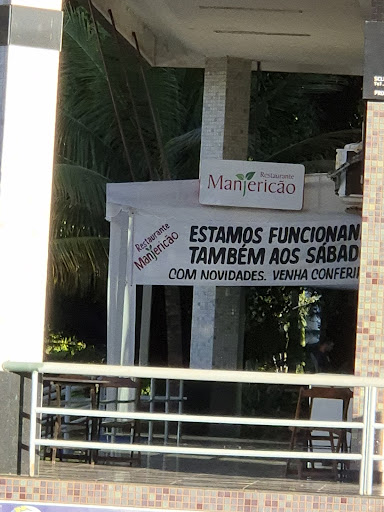 Restaurante
Manjericão
Restaurante
Manjericão
ESTAMOS FUNCIONAN
TAMBÉM AOS SÁBAD
COM NOVIDADES. VENHA CONFERI